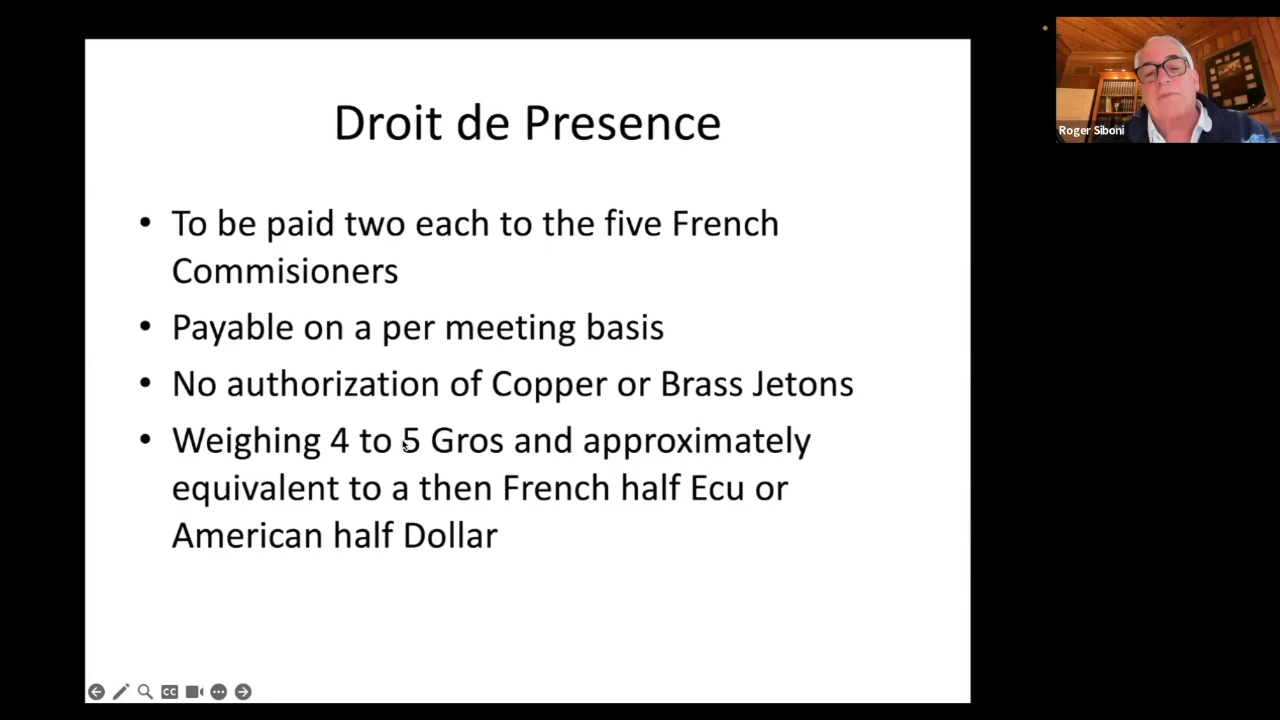 Droit de Presence
• To be paid two each to the five French
Commisioners
• Payable on a per meeting basis
• No authorization of Copper or Brass Jetons
• Weighing 4 to 5 Gros and approximately
equivalent to a then French half Ecu or
American half Dollar
Roger Siboni
CC